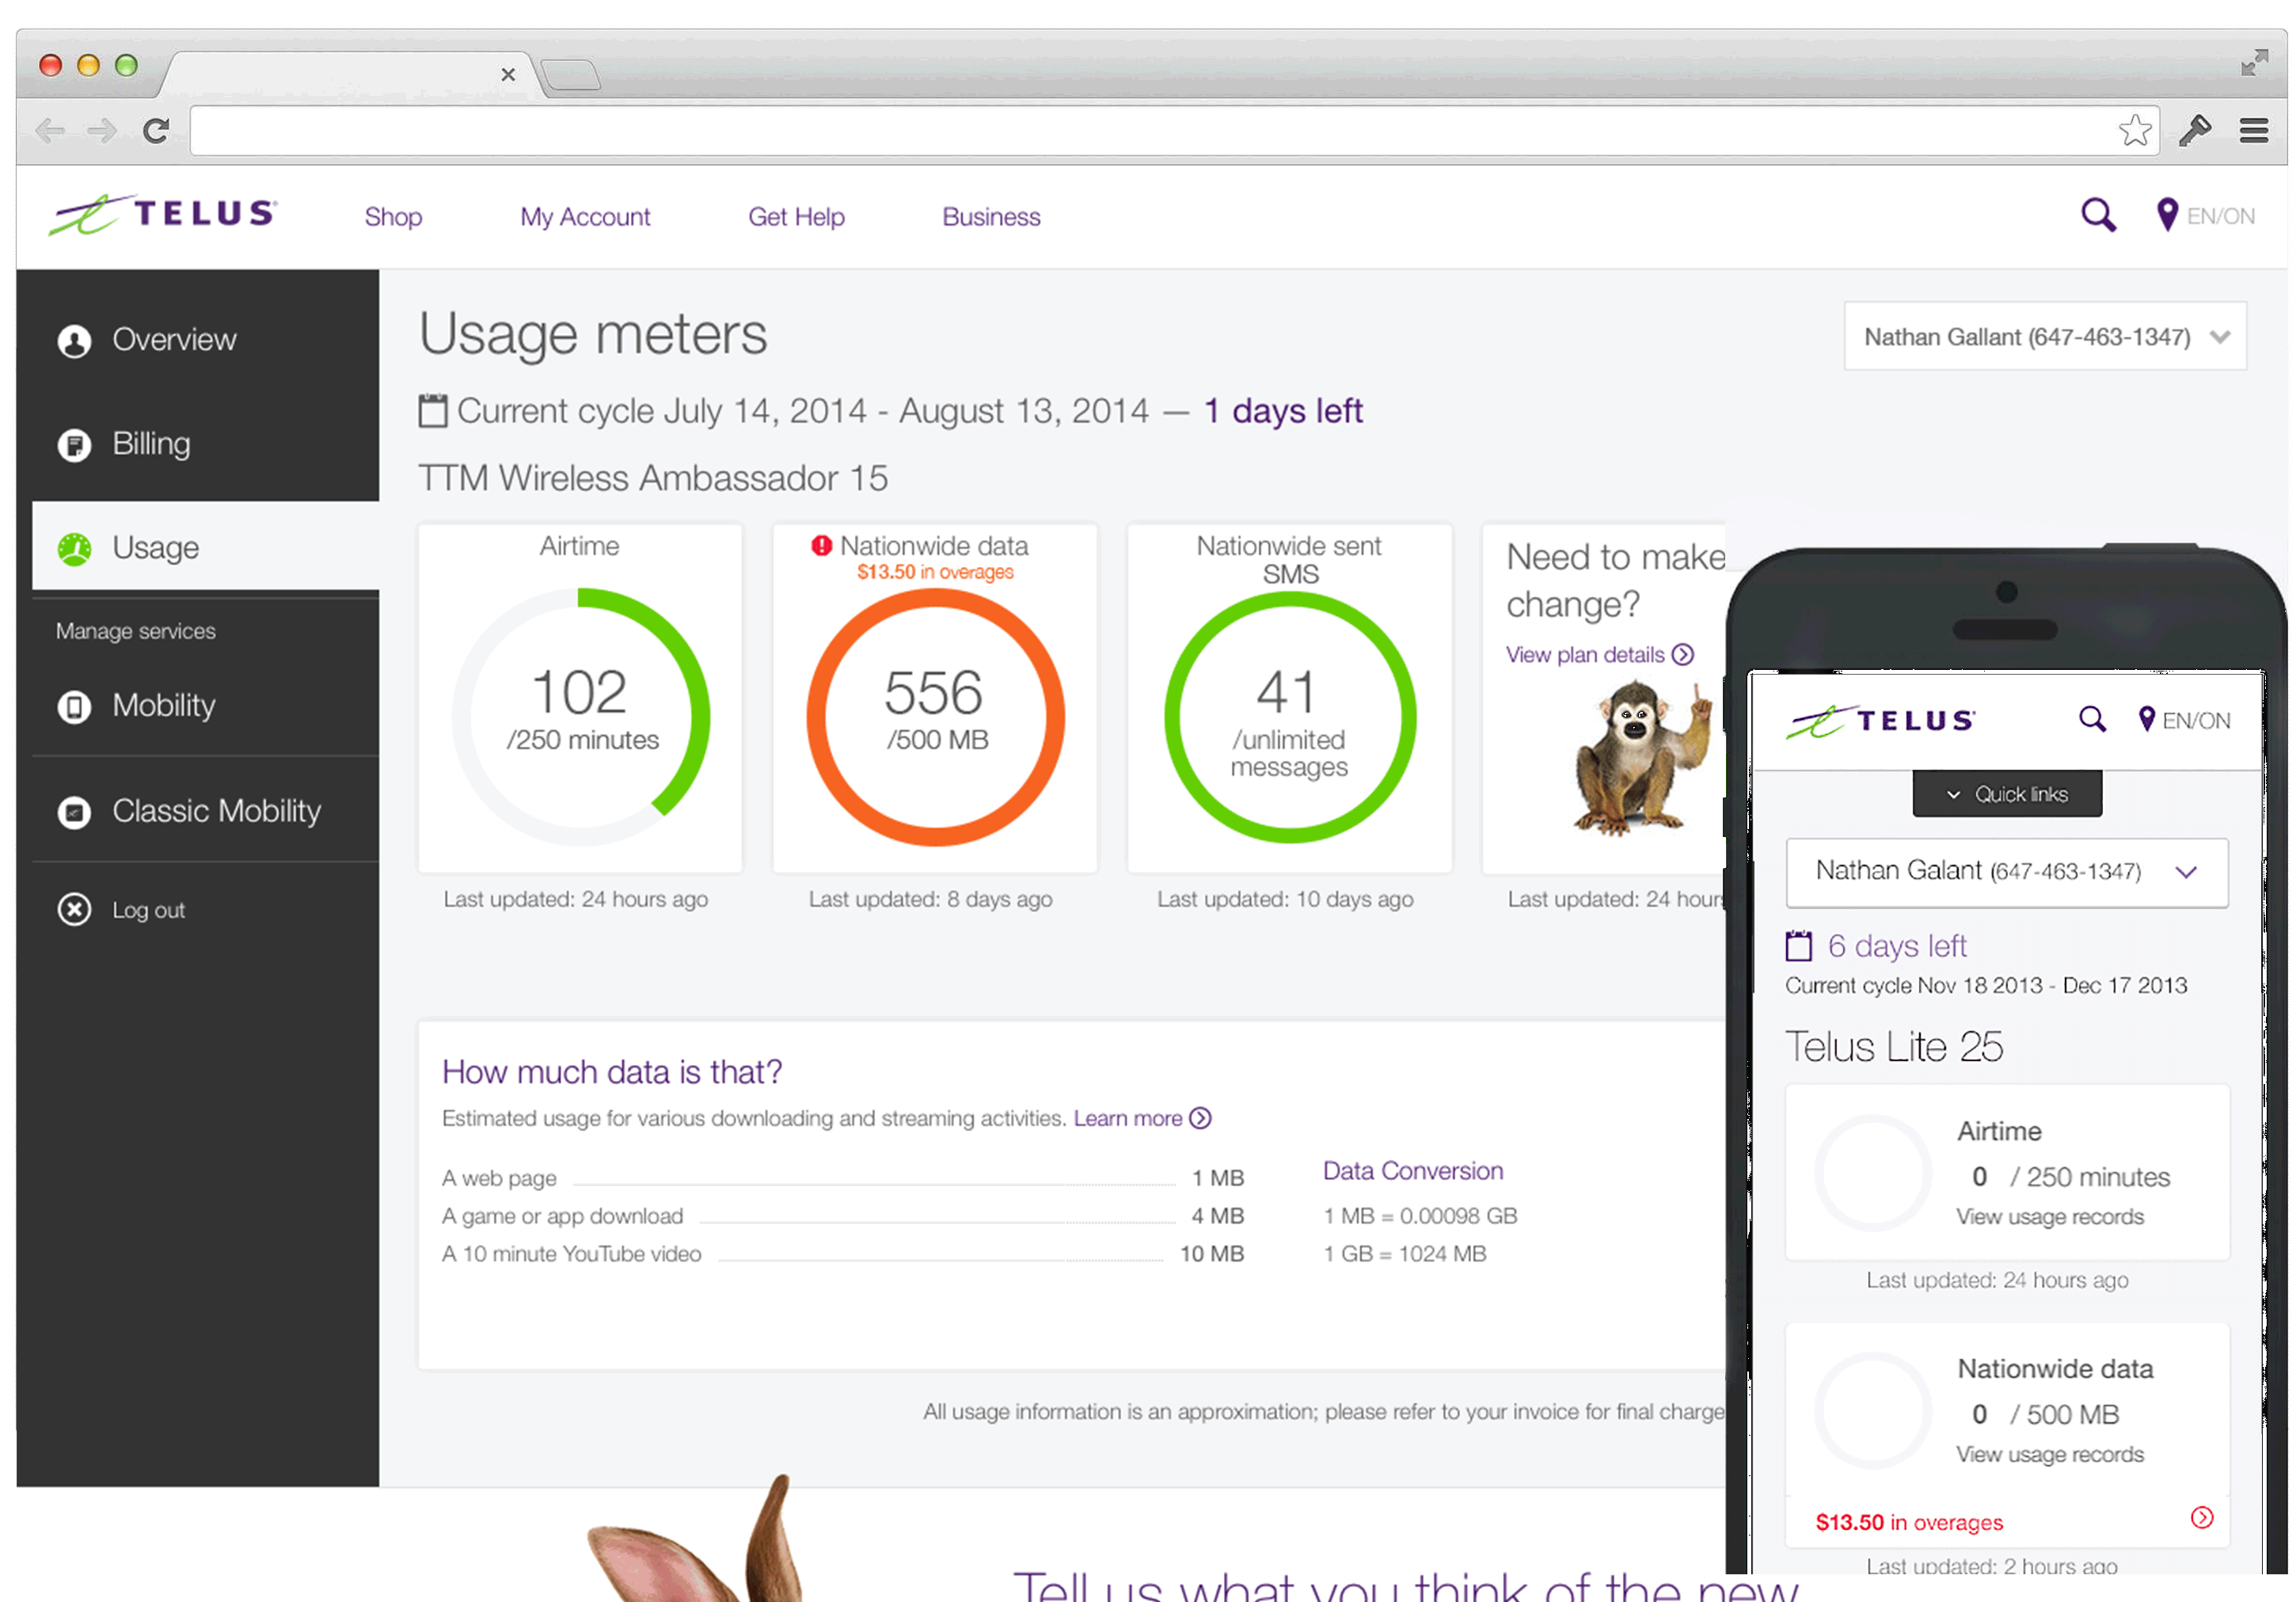 TELUS
Shop
My Account
Get Help
Business
EN/ON
Overview
Billing
Usage
Manage services
Mobility
Classic Mobility
Log out
Usage meters
Nathan Gallant (647-463-1347)
Current cycle July 14, 2014 - August 13, 2014 — 1 days left
TTM Wireless Ambassador 15
Airtime
102
/250 minutes
Last updated: 24 hours ago
Nationwide data
$13.50 in overages
556
/500 MB
Last updated: 8 days ago
Nationwide sent
SMS
41
/unlimited
messages
Last updated: 10 days ago
Need to make
change?
View plan details
Last updated: 24 hours
How much data is that?
Estimated usage for various downloading and streaming activities. Learn more
A web page 1 MB
A game or app download 4 MB
A 10 minute YouTube video 10 MB
Data Conversion
1 MB = 0.00098 GB
1 GB = 1024 MB
All usage information is an approximation; please refer to your invoice for final charge
Tell us what you think of the new
TELUS
EN/ON
Quick links
Nathan Galant (647-463-1347)
6 days left
Current cycle Nov 18 2013 - Dec 17 2013
Telus Lite 25
Airtime
0 / 250 minutes
View usage records
Last updated: 24 hours ago
Nationwide data
0 / 500 MB
View usage records
$13.50 in overages
Last updated: 2 hours ago